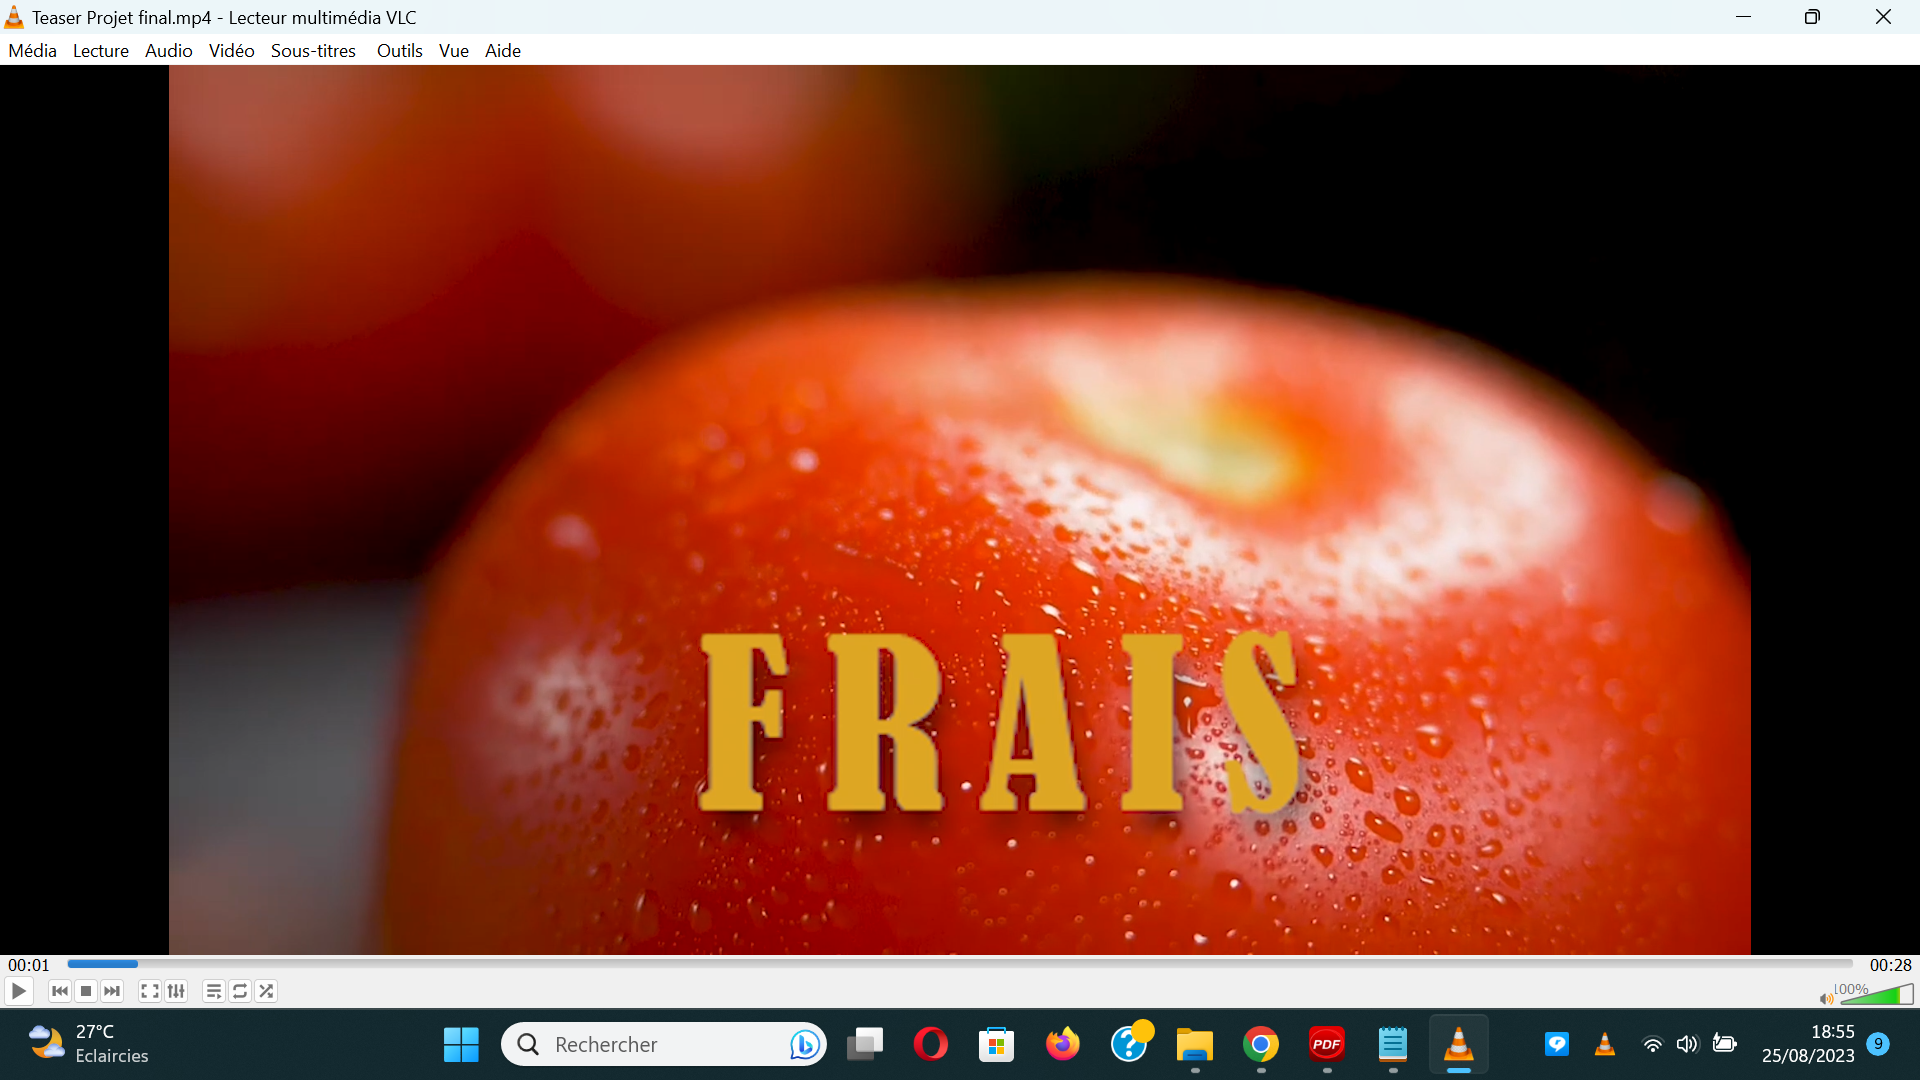 Teaser Projet final.mp4 - Lecteur multimédia VLC
Média Lecture Audio Vidéo Sous-titres Outils Vue Aide
FRAIS
00:01
00:28
100%
27°C
Eclaircies
Rechercher
PDF
18:55
25/08/2023
9